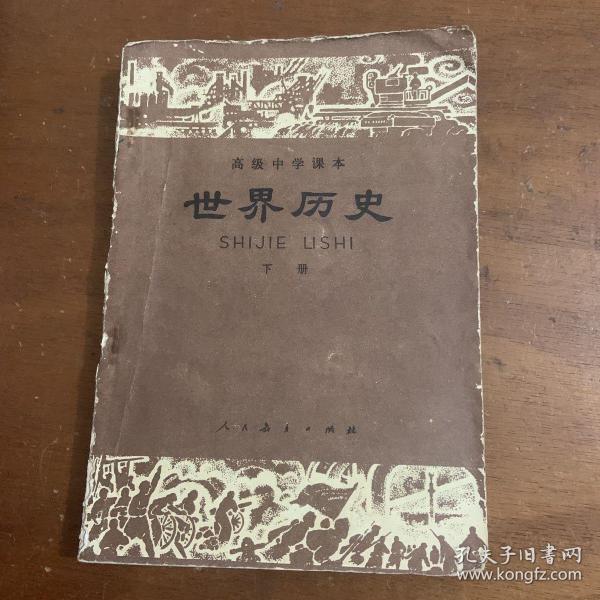 高级中学课本
世界历史
SHIJIE LISHI
下册
人民教育出版社
孔夫子旧书网
www.kongfz.com